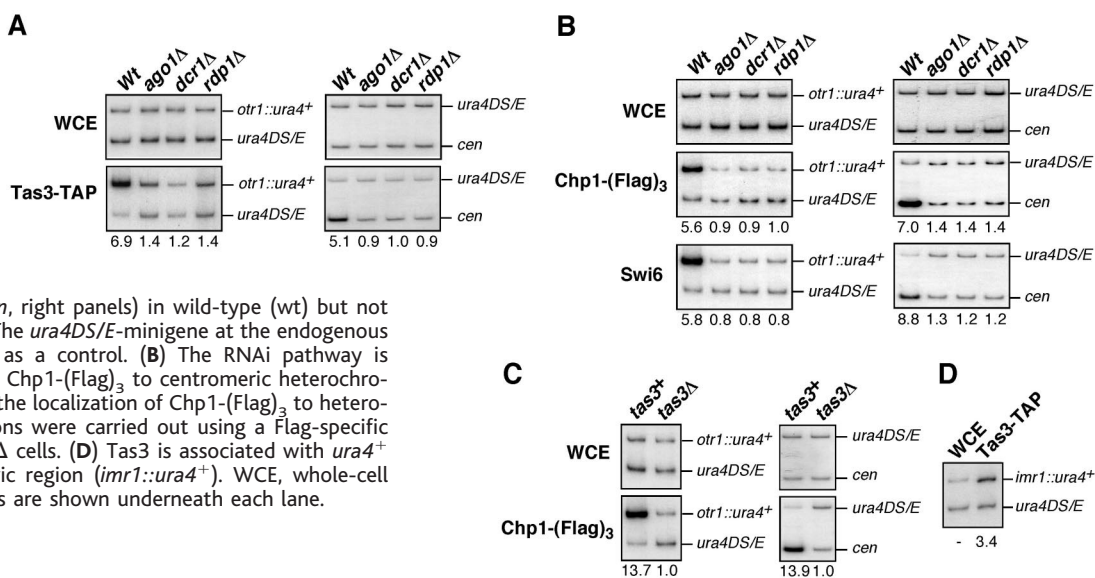 A
Wt ago1Δ dcr1Δ rdp1Δ
Wt ago1Δ dcr1Δ rdp1Δ
WCE
otr1::ura4+
ura4DS/E
ura4DS/E
cen
Tas3-TAP
otr1::ura4+
ura4DS/E
ura4DS/E
cen
6.9 1.4 1.2 1.4
5.1 0.9 1.0 0.9
B
Wt ago1Δ dcr1Δ rdp1Δ
Wt ago1Δ dcr1Δ rdp1Δ
WCE
otr1::ura4+
ura4DS/E
ura4DS/E
cen
Chp1-(Flag)3
otr1::ura4+
ura4DS/E
ura4DS/E
cen
5.6 0.9 0.9 1.0
7.0 1.4 1.4 1.4
Swi6
otr1::ura4+
ura4DS/E
ura4DS/E
cen
5.8 0.8 0.8 0.8
8.8 1.3 1.2 1.2
n, right panels) in wild-type (wt) but not
The ura4DS/E-minigene at the endogenous
as a control. (B) The RNAi pathway is
Chp1-(Flag)3 to centromeric heterochro-
the localization of Chp1-(Flag)3 to hetero-
ons were carried out using a Flag-specific
Δ cells. (D) Tas3 is associated with ura4+
ic region (imr1::ura4+). WCE, whole-cell
s are shown underneath each lane.
C
tas3+ tas3Δ
tas3+ tas3Δ
WCE
otr1::ura4+
ura4DS/E
ura4DS/E
cen
Chp1-(Flag)3
otr1::ura4+
ura4DS/E
ura4DS/E
cen
13.7 1.0
13.9 1.0
D
WCE Tas3-TAP
imr1::ura4+
ura4DS/E
- 3.4